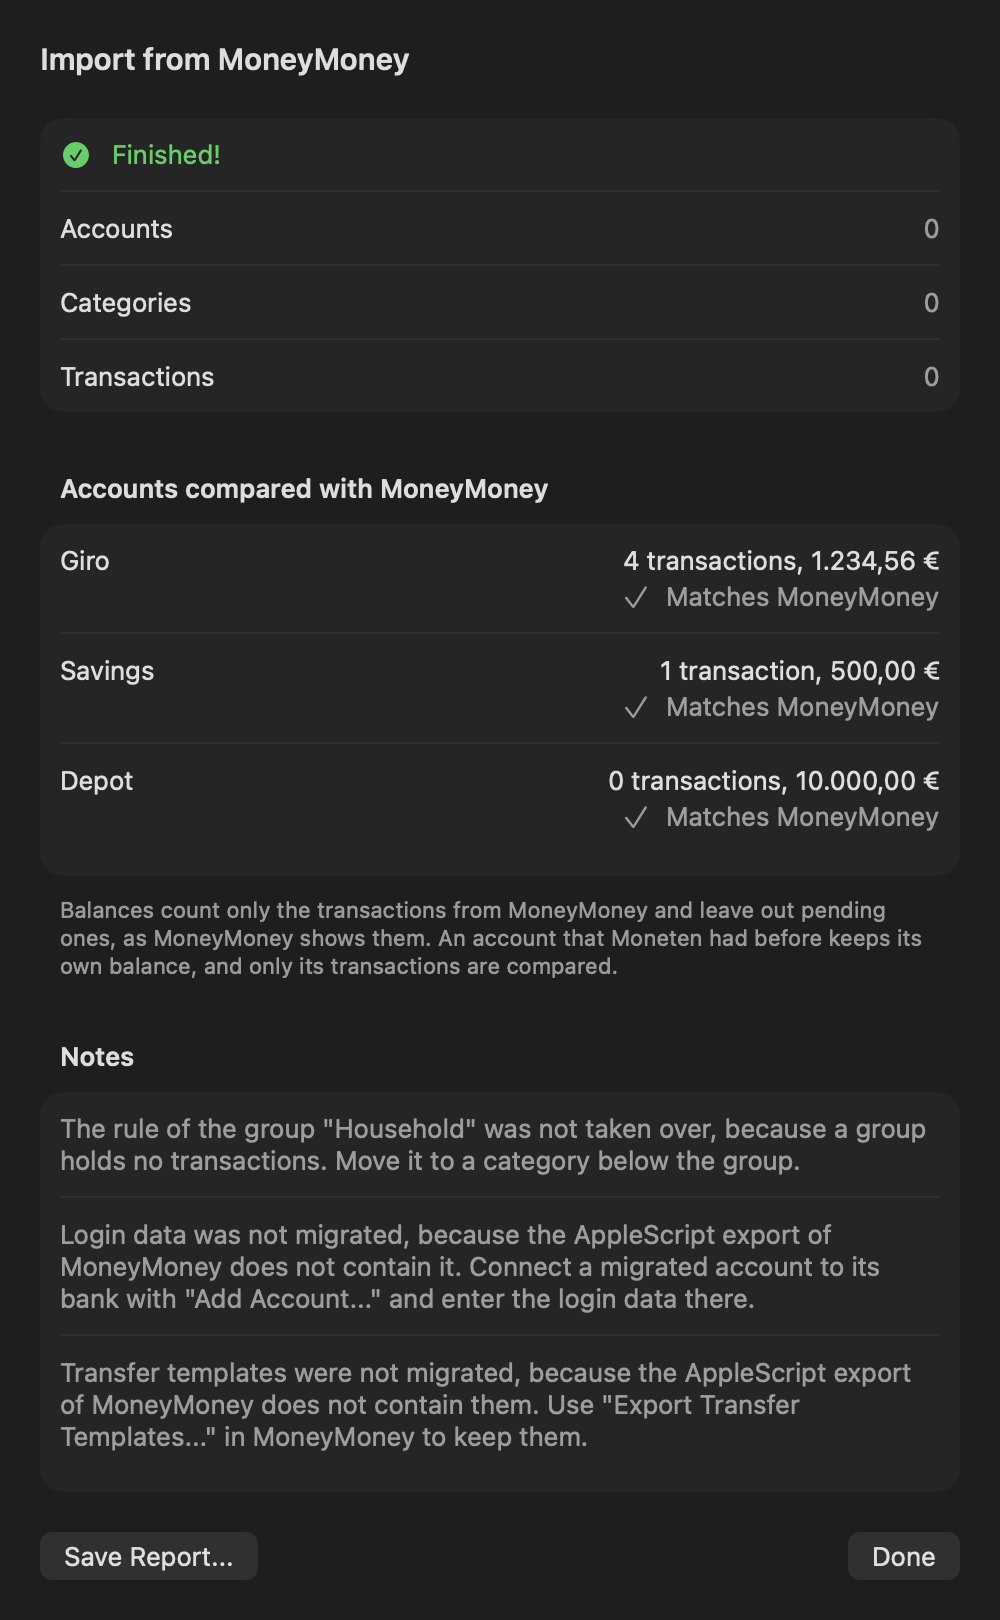 Import from MoneyMoney
Finished!
Accounts 0
Categories 0
Transactions 0
Accounts compared with MoneyMoney
Giro 4 transactions, 1.234,56 €
Matches MoneyMoney
Savings 1 transaction, 500,00 €
Matches MoneyMoney
Depot 0 transactions, 10.000,00 €
Matches MoneyMoney
Balances count only the transactions from MoneyMoney and leave out pending
ones, as MoneyMoney shows them. An account that Moneten had before keeps its
own balance, and only its transactions are compared.
Notes
The rule of the group "Household" was not taken over, because a group
holds no transactions. Move it to a category below the group.
Login data was not migrated, because the AppleScript export of
MoneyMoney does not contain it. Connect a migrated account to its
bank with "Add Account..." and enter the login data there.
Transfer templates were not migrated, because the AppleScript export
of MoneyMoney does not contain them. Use "Export Transfer
Templates..." in MoneyMoney to keep them.
Save Report...
Done